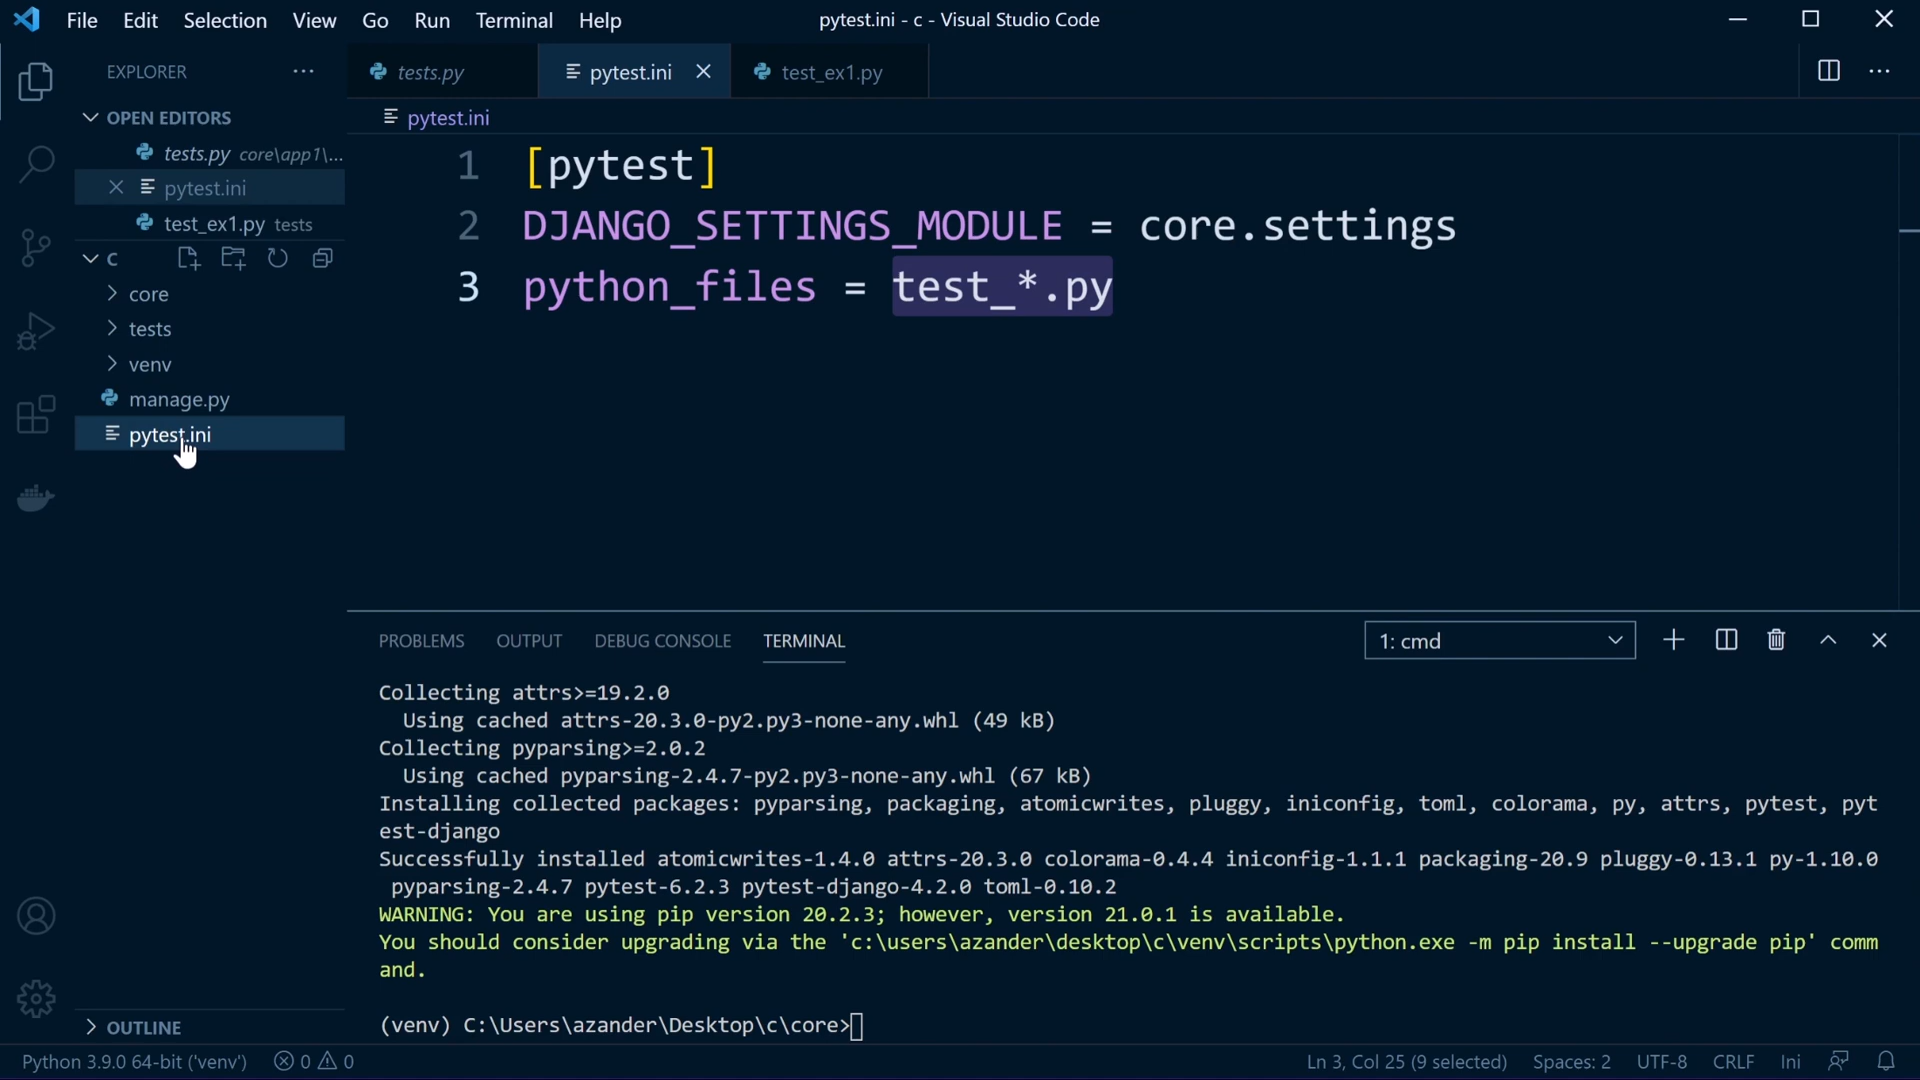 File Edit Selection View Go Run Terminal Help
pytest.ini - c - Visual Studio Code
EXPLORER
OPEN EDITORS
tests.py core\app1\...
pytest.ini
test_ex1.py tests
C
core
tests
venv
manage.py
pytest.ini
OUTLINE
tests.py
pytest.ini
test_ex1.py
pytest.ini
1 [pytest]
2 DJANGO_SETTINGS_MODULE = core.settings
3 python_files = test_*.py
PROBLEMS OUTPUT DEBUG CONSOLE TERMINAL
1: cmd
Collecting attrs>=19.2.0
Using cached attrs-20.3.0-py2.py3-none-any.whl (49 kB)
Collecting pyparsing>=2.0.2
Using cached pyparsing-2.4.7-py2.py3-none-any.whl (67 kB)
Installing collected packages: pyparsing, packaging, atomicwrites, pluggy, iniconfig, toml, colorama, py, attrs, pytest, pyt
est-django
Successfully installed atomicwrites-1.4.0 attrs-20.3.0 colorama-0.4.4 iniconfig-1.1.1 packaging-20.9 pluggy-0.13.1 py-1.10.0
pyparsing-2.4.7 pytest-6.2.3 pytest-django-4.2.0 toml-0.10.2
WARNING: You are using pip version 20.2.3; however, version 21.0.1 is available.
You should consider upgrading via the 'c:\users\azander\desktop\c\venv\scripts\python.exe -m pip install --upgrade pip' comm
and.
(venv) C:\Users\azander\Desktop\c\core>
Python 3.9.0 64-bit ('venv') 0 0
Ln 3, Col 25 (9 selected) Spaces: 2 UTF-8 CRLF Ini